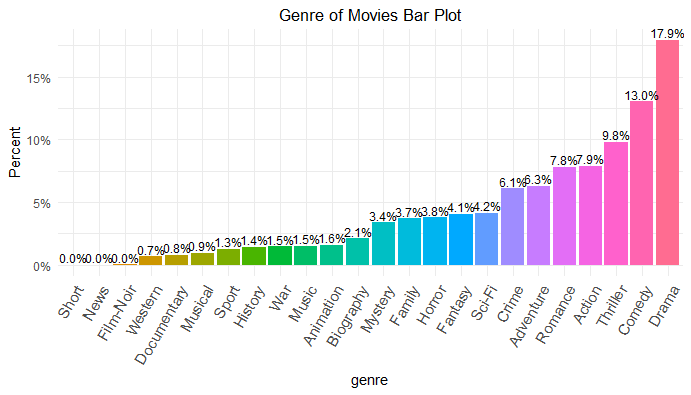 Genre of Movies Bar Plot
Percent
15%
10%
5%
0%
0.0%
0.0%
0.0%
0.7%
0.8%
0.9%
1.3%
1.4%
1.5%
1.5%
1.6%
2.1%
3.4%
3.7%
3.8%
4.1%
4.2%
6.1%
6.3%
7.8%
7.9%
9.8%
13.0%
17.9%
Short
News
Film-Noir
Western
Documentary
Musical
Sport
History
War
Music
Animation
Biography
Mystery
Family
Horror
Fantasy
Sci-Fi
Crime
Adventure
Romance
Action
Thriller
Comedy
Drama
genre